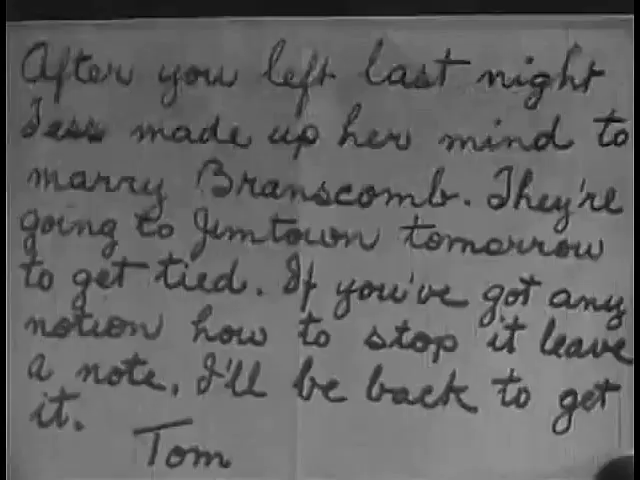 After you left last night
Tess made up her mind to
marry Branscomb. They're
going to Jimtown tomorrow
to get tied. If you've got any
notion how to stop it leave
a note. I'll be back to get
it.
Tom